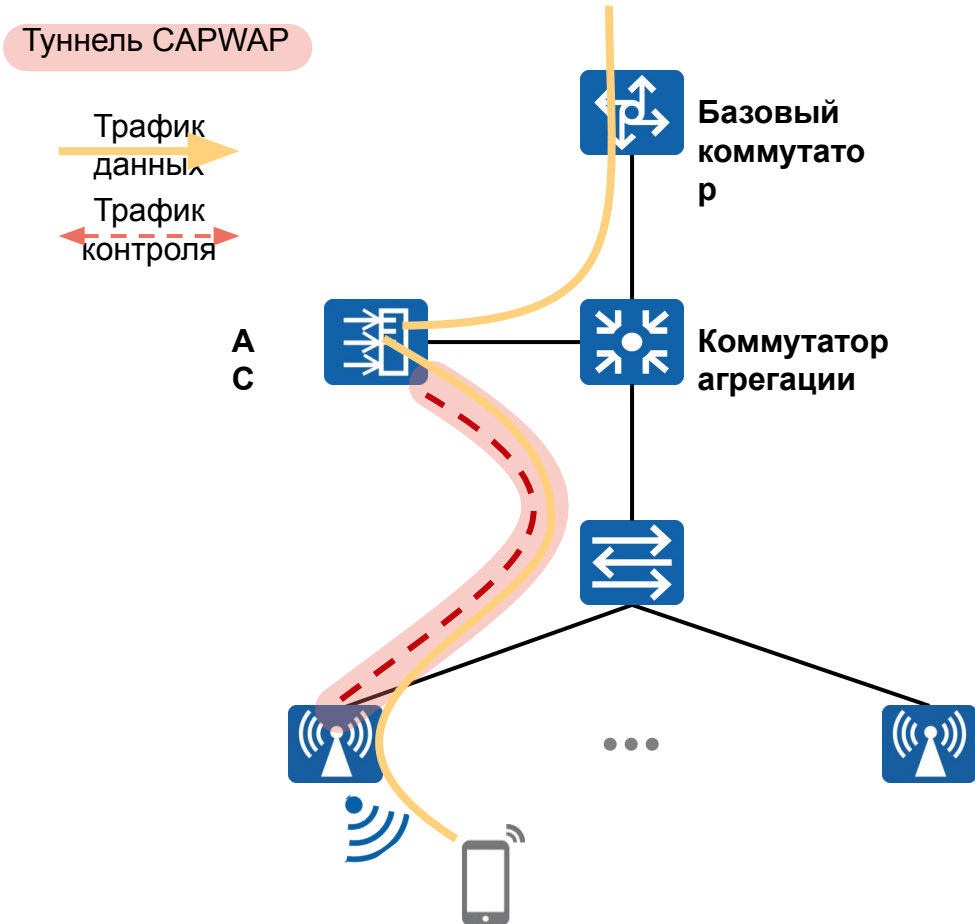 Туннель CAPWAP
Трафик
данных
Трафик
контроля
Базовый
коммутато
р
А
С
Коммутатор
агрегации